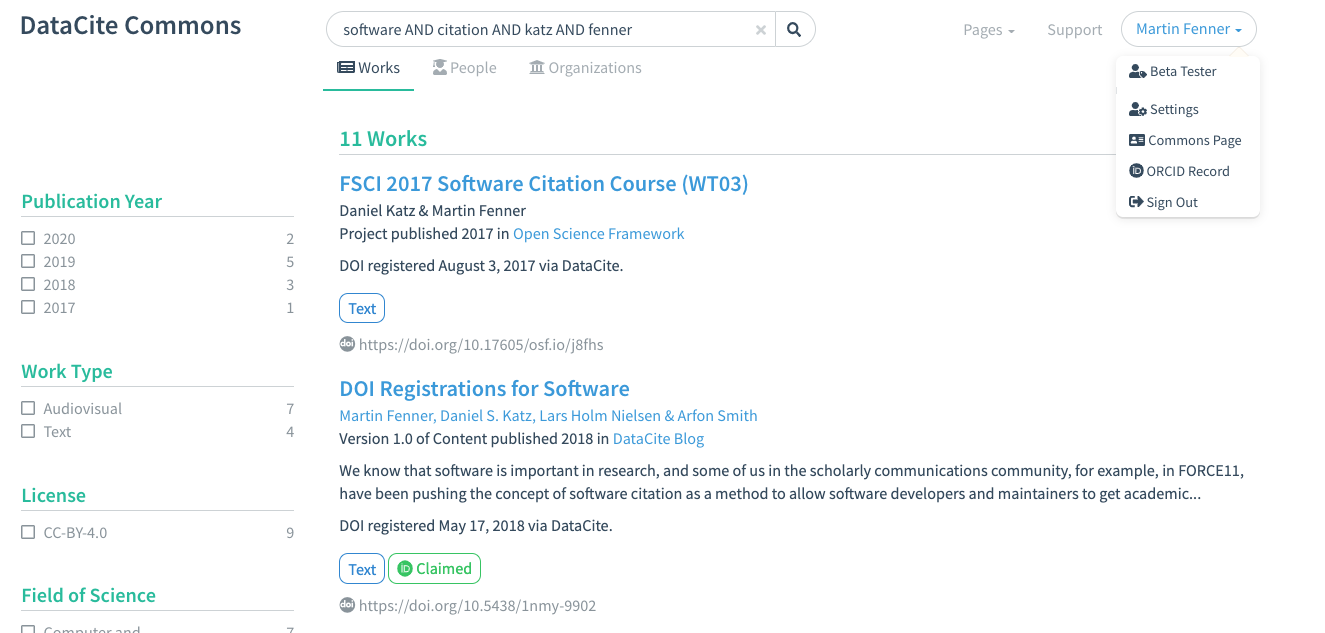 DataCite Commons
software AND citation AND katz AND fenner
Pages
Support
Martin Fenner
Works
People
Organizations
Beta Tester
Settings
Commons Page
ORCID Record
Sign Out
Publication Year
2020 2
2019 5
2018 3
2017 1
Work Type
Audiovisual 7
Text 4
License
CC-BY-4.0 9
Field of Science
Computer and 7
11 Works
FSCI 2017 Software Citation Course (WT03)
Daniel Katz & Martin Fenner
Project published 2017 in Open Science Framework
DOI registered August 3, 2017 via DataCite.
Text
doi https://doi.org/10.17605/osf.io/j8fhs
DOI Registrations for Software
Martin Fenner, Daniel S. Katz, Lars Holm Nielsen & Arfon Smith
Version 1.0 of Content published 2018 in DataCite Blog
We know that software is important in research, and some of us in the scholarly communications community, for example, in FORCE11,
have been pushing the concept of software citation as a method to allow software developers and maintainers to get academic...
DOI registered May 17, 2018 via DataCite.
Text iD Claimed
doi https://doi.org/10.5438/1nmy-9902